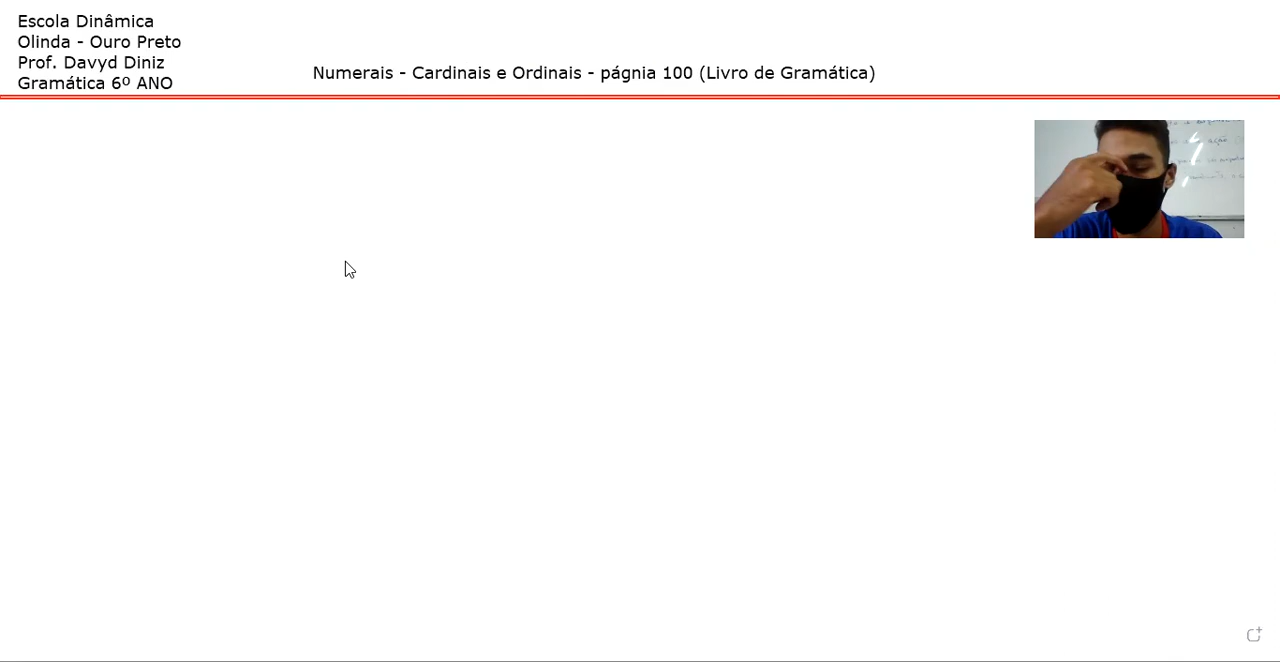 Escola Dinâmica
Olinda - Ouro Preto
Prof. Davyd Diniz
Gramática 6º ANO
Numerais - Cardinais e Ordinais - págnia 100 (Livro de Gramática)